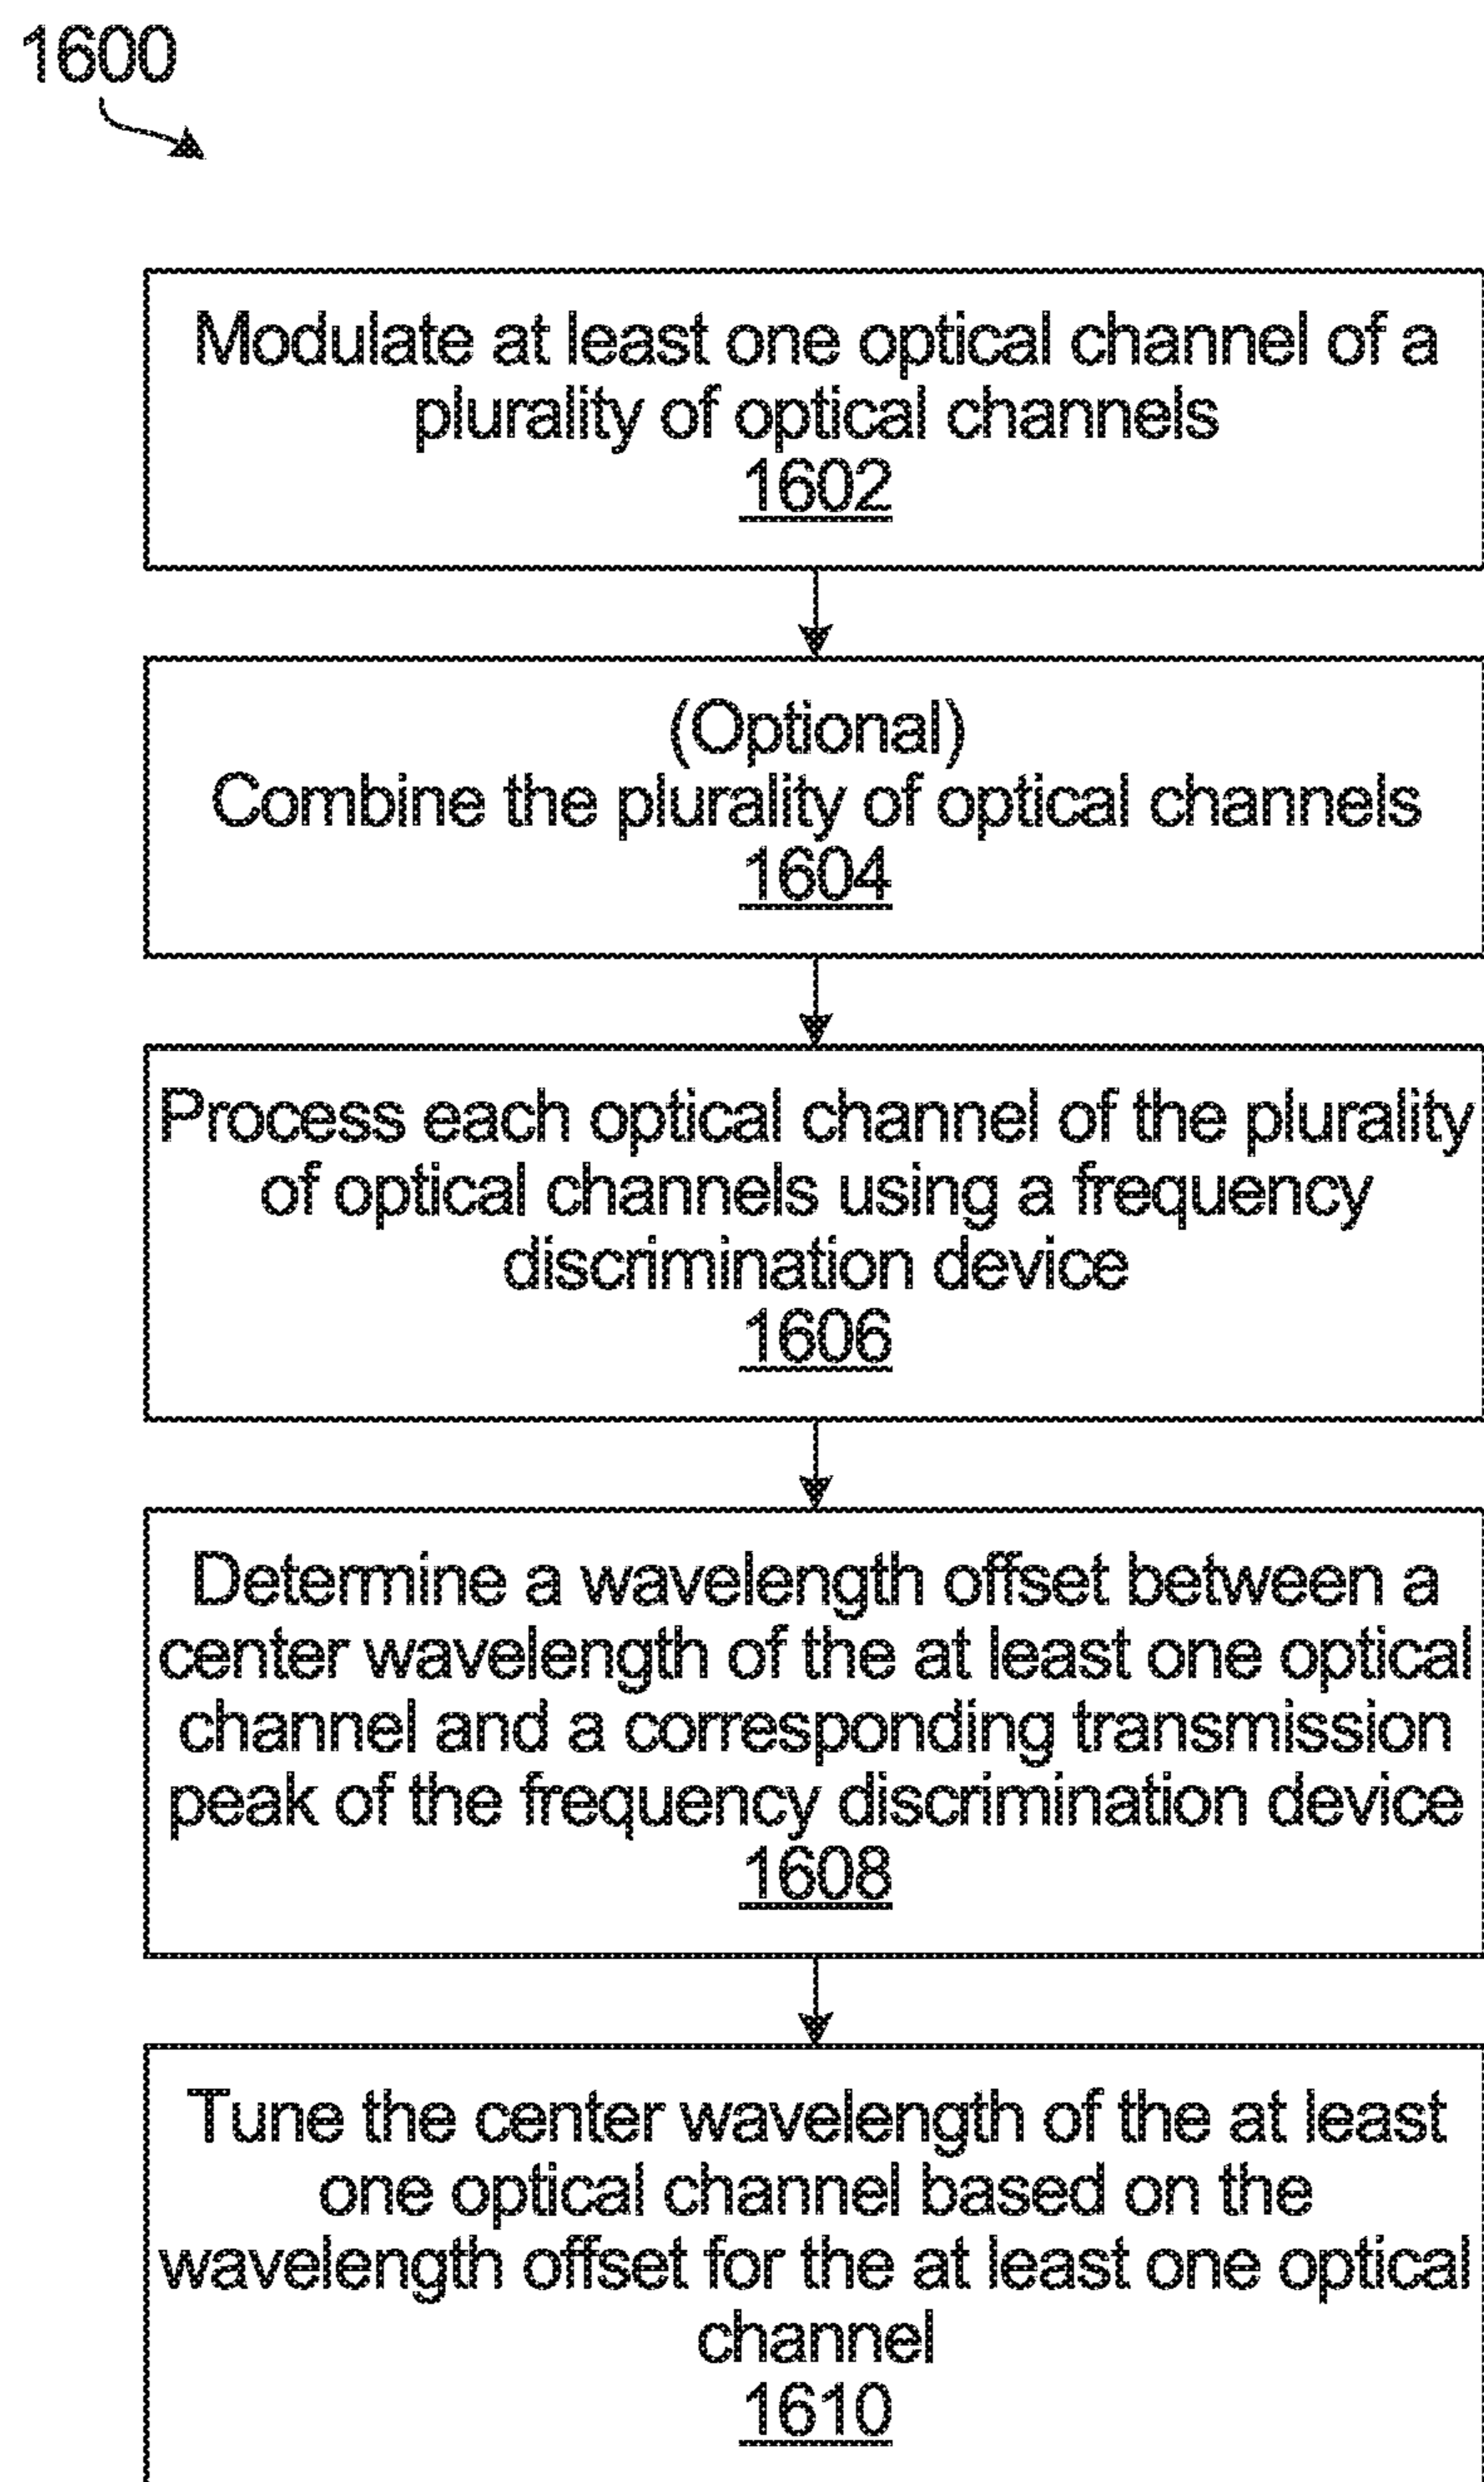 1600
Modulate at least one optical channel of a
plurality of optical channels
1602
(Optional)
Combine the plurality of optical channels
1604
Process each optical channel of the plurality
of optical channels using a frequency
discrimination device
1606
Determine a wavelength offset between a
center wavelength of the at least one optical
channel and a corresponding transmission
peak of the frequency discrimination device
1608
Tune the center wavelength of the at least
one optical channel based on the
wavelength offset for the at least one optical
channel
1610